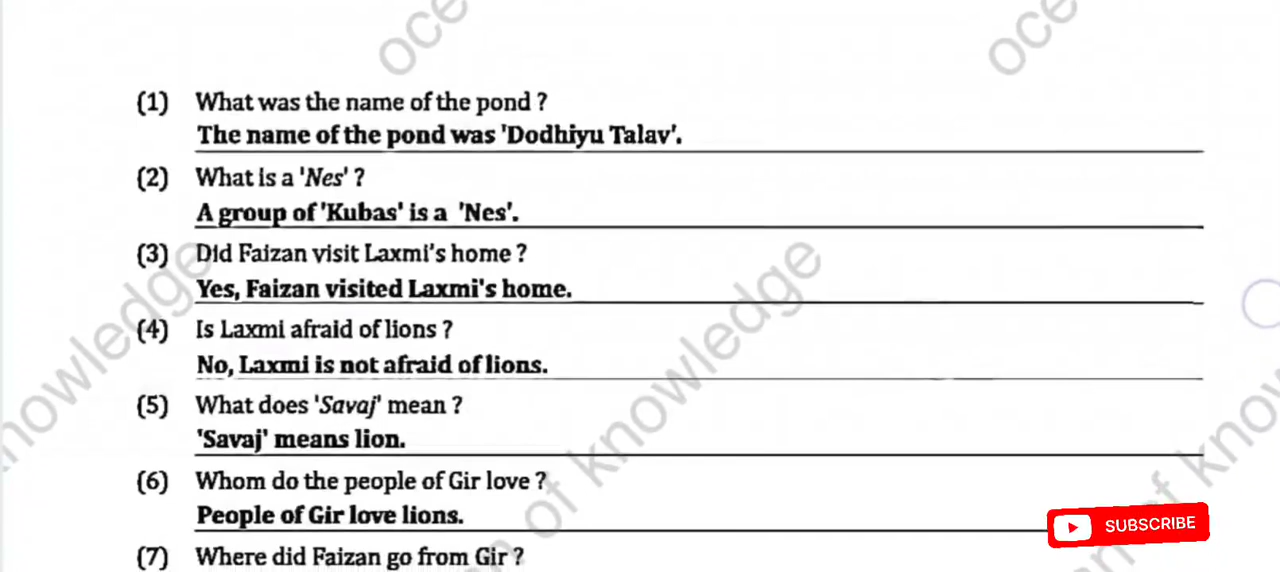 (1) What was the name of the pond ?
The name of the pond was 'Dodhiyu Talav'.
(2) What is a 'Nes' ?
A group of 'Kubas' is a 'Nes'.
(3) Did Faizan visit Laxmi's home ?
Yes, Faizan visited Laxmi's home.
(4) Is Laxmi afraid of lions ?
No, Laxmi is not afraid of lions.
(5) What does 'Savaj' mean ?
'Savaj' means lion.
(6) Whom do the people of Gir love ?
People of Gir love lions.
SUBSCRIBE
(7) Where did Faizan go from Gir ?
of knowledge